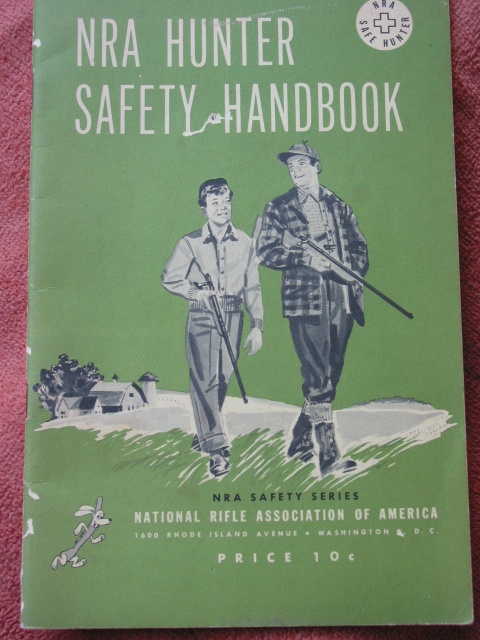 NRA
SAFE HUNTER
NRA HUNTER
SAFETY HANDBOOK
NRA SAFETY SERIES
NATIONAL RIFLE ASSOCIATION OF AMERICA
1600 RHODE ISLAND AVENUE • WASHINGTON 6, D. C.
PRICE 10c